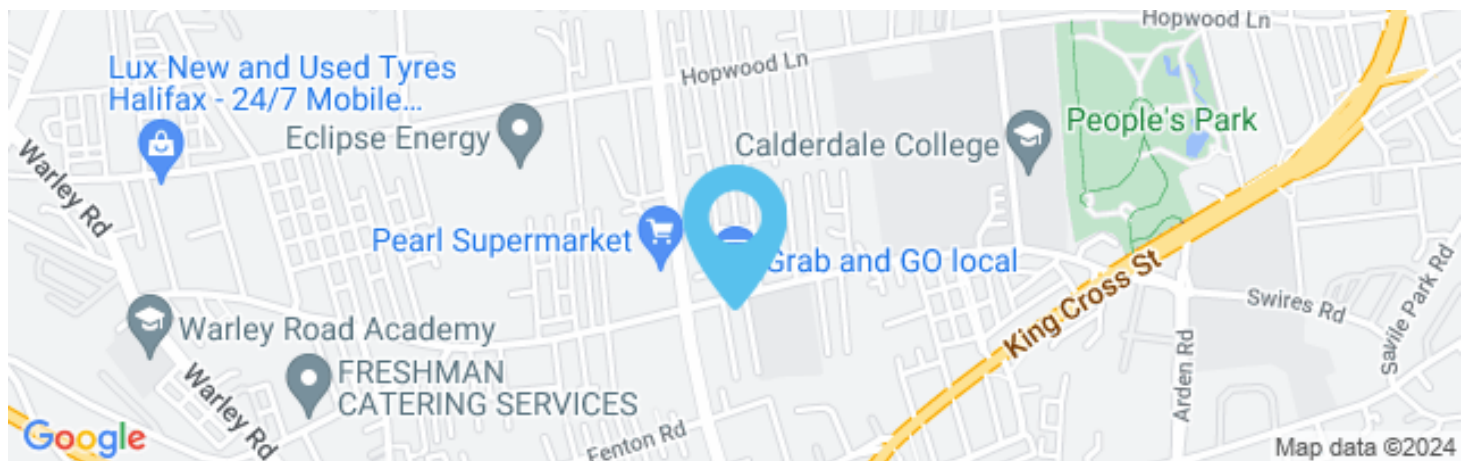 Hopwood Ln
Hopwood Ln
Lux New and Used Tyres
Halifax - 24/7 Mobile...
Eclipse Energy
Calderdale College
People's Park
Warley Rd
Pearl Supermarket
Grab and GO local
King Cross St
Swires Rd
Savile Park Rd
Arden Rd
Warley Road Academy
Warley Rd
FRESHMAN
CATERING SERVICES
Fenton Rd
Google
Map data ©2024